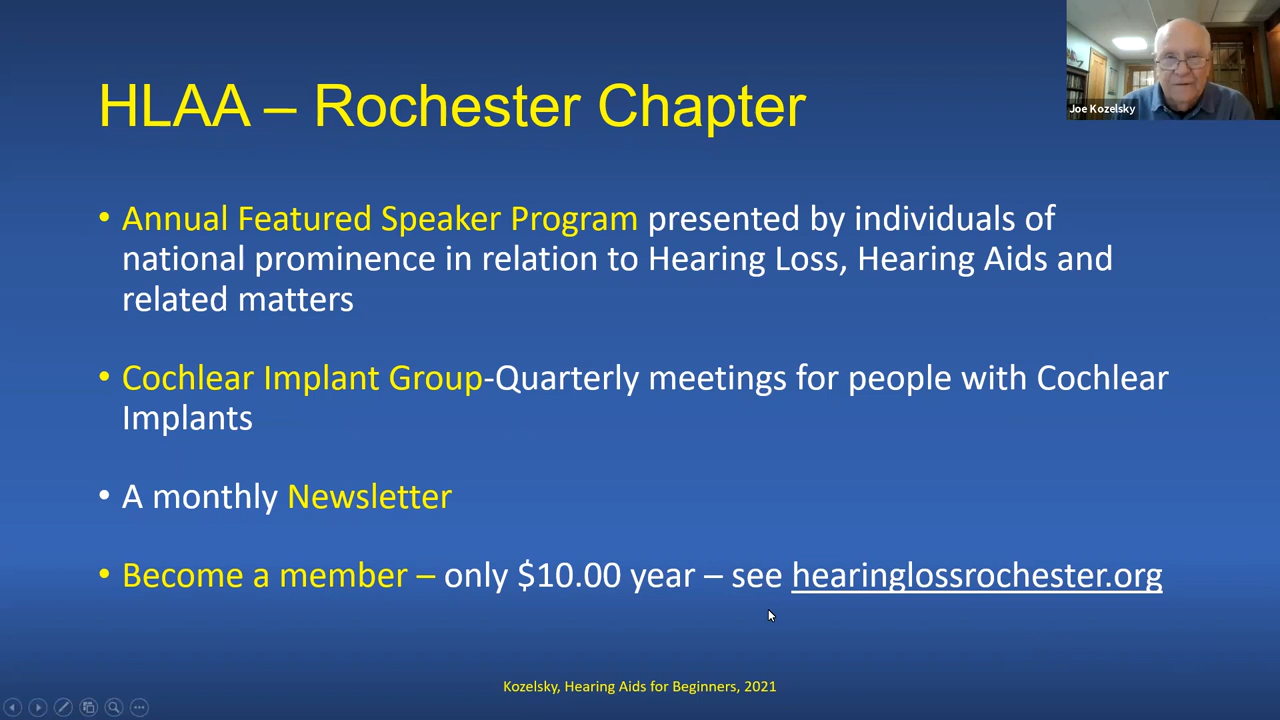 Joe Kozelsky
HLAA – Rochester Chapter
• Annual Featured Speaker Program presented by individuals of
national prominence in relation to Hearing Loss, Hearing Aids and
related matters
• Cochlear Implant Group-Quarterly meetings for people with Cochlear
Implants
• A monthly Newsletter
• Become a member – only $10.00 year – see hearinglossrochester.org
Kozelsky, Hearing Aids for Beginners, 2021